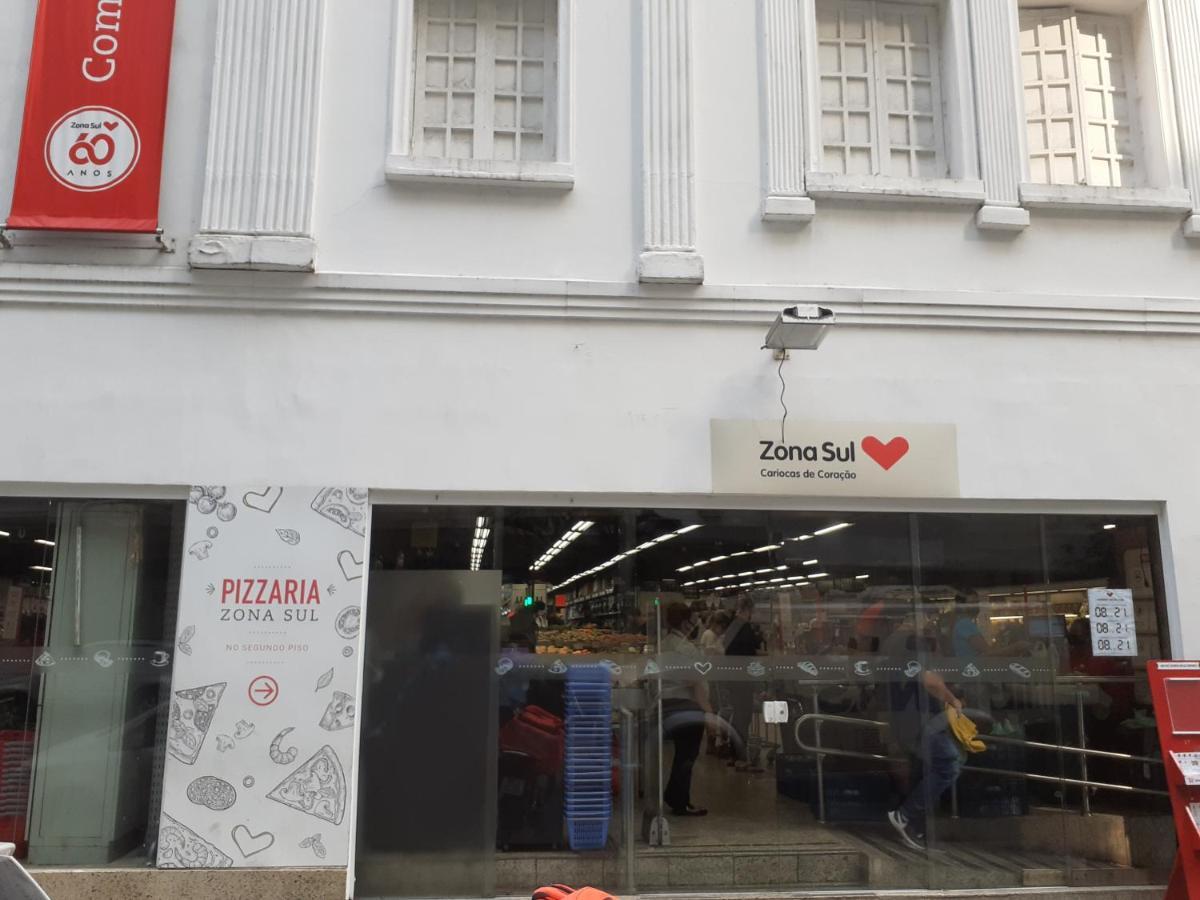 Com
Zona Sul
60
ANOS
Zona Sul
Cariocas de Coração
PIZZARIA
ZONA SUL
NO SEGUNDO PISO
08 21
08 21
08 21